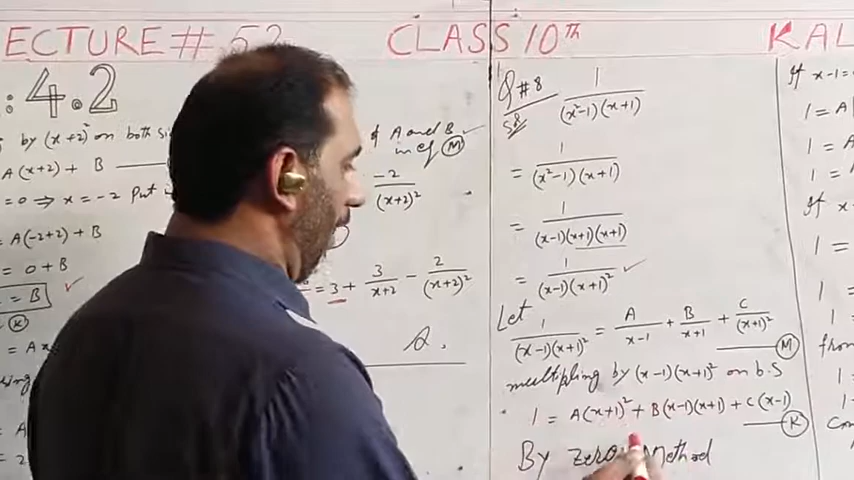 ECTURE # 52 CLASS 10th KAL
: 4.2
by (x+2)² on both si
A(x+2) + B
= 0 ⇒ x = -2 Put i
= A(-2+2) + B
= 0 + B
= B
K
= A
of A and B
in eq M
-2/(x+2)²
= 3 + 3/(x+2) - 2/(x+2)²
Q#8 1/((x²-1)(x+1))
Sol
= 1/((x²-1)(x+1))
= 1/((x-1)(x+1)(x+1))
= 1/((x-1)(x+1)²)
Let 1/((x-1)(x+1)²) = A/(x-1) + B/(x+1) + C/(x+1)² — M
multipling by (x-1)(x+1)² on b.S
1 = A(x+1)² + B(x-1)(x+1) + C(x-1) — K
By Zero Method
If x-1=
1 = A
1 = A
1 = A
If x
1 =
1 =
1 =
from
1 =